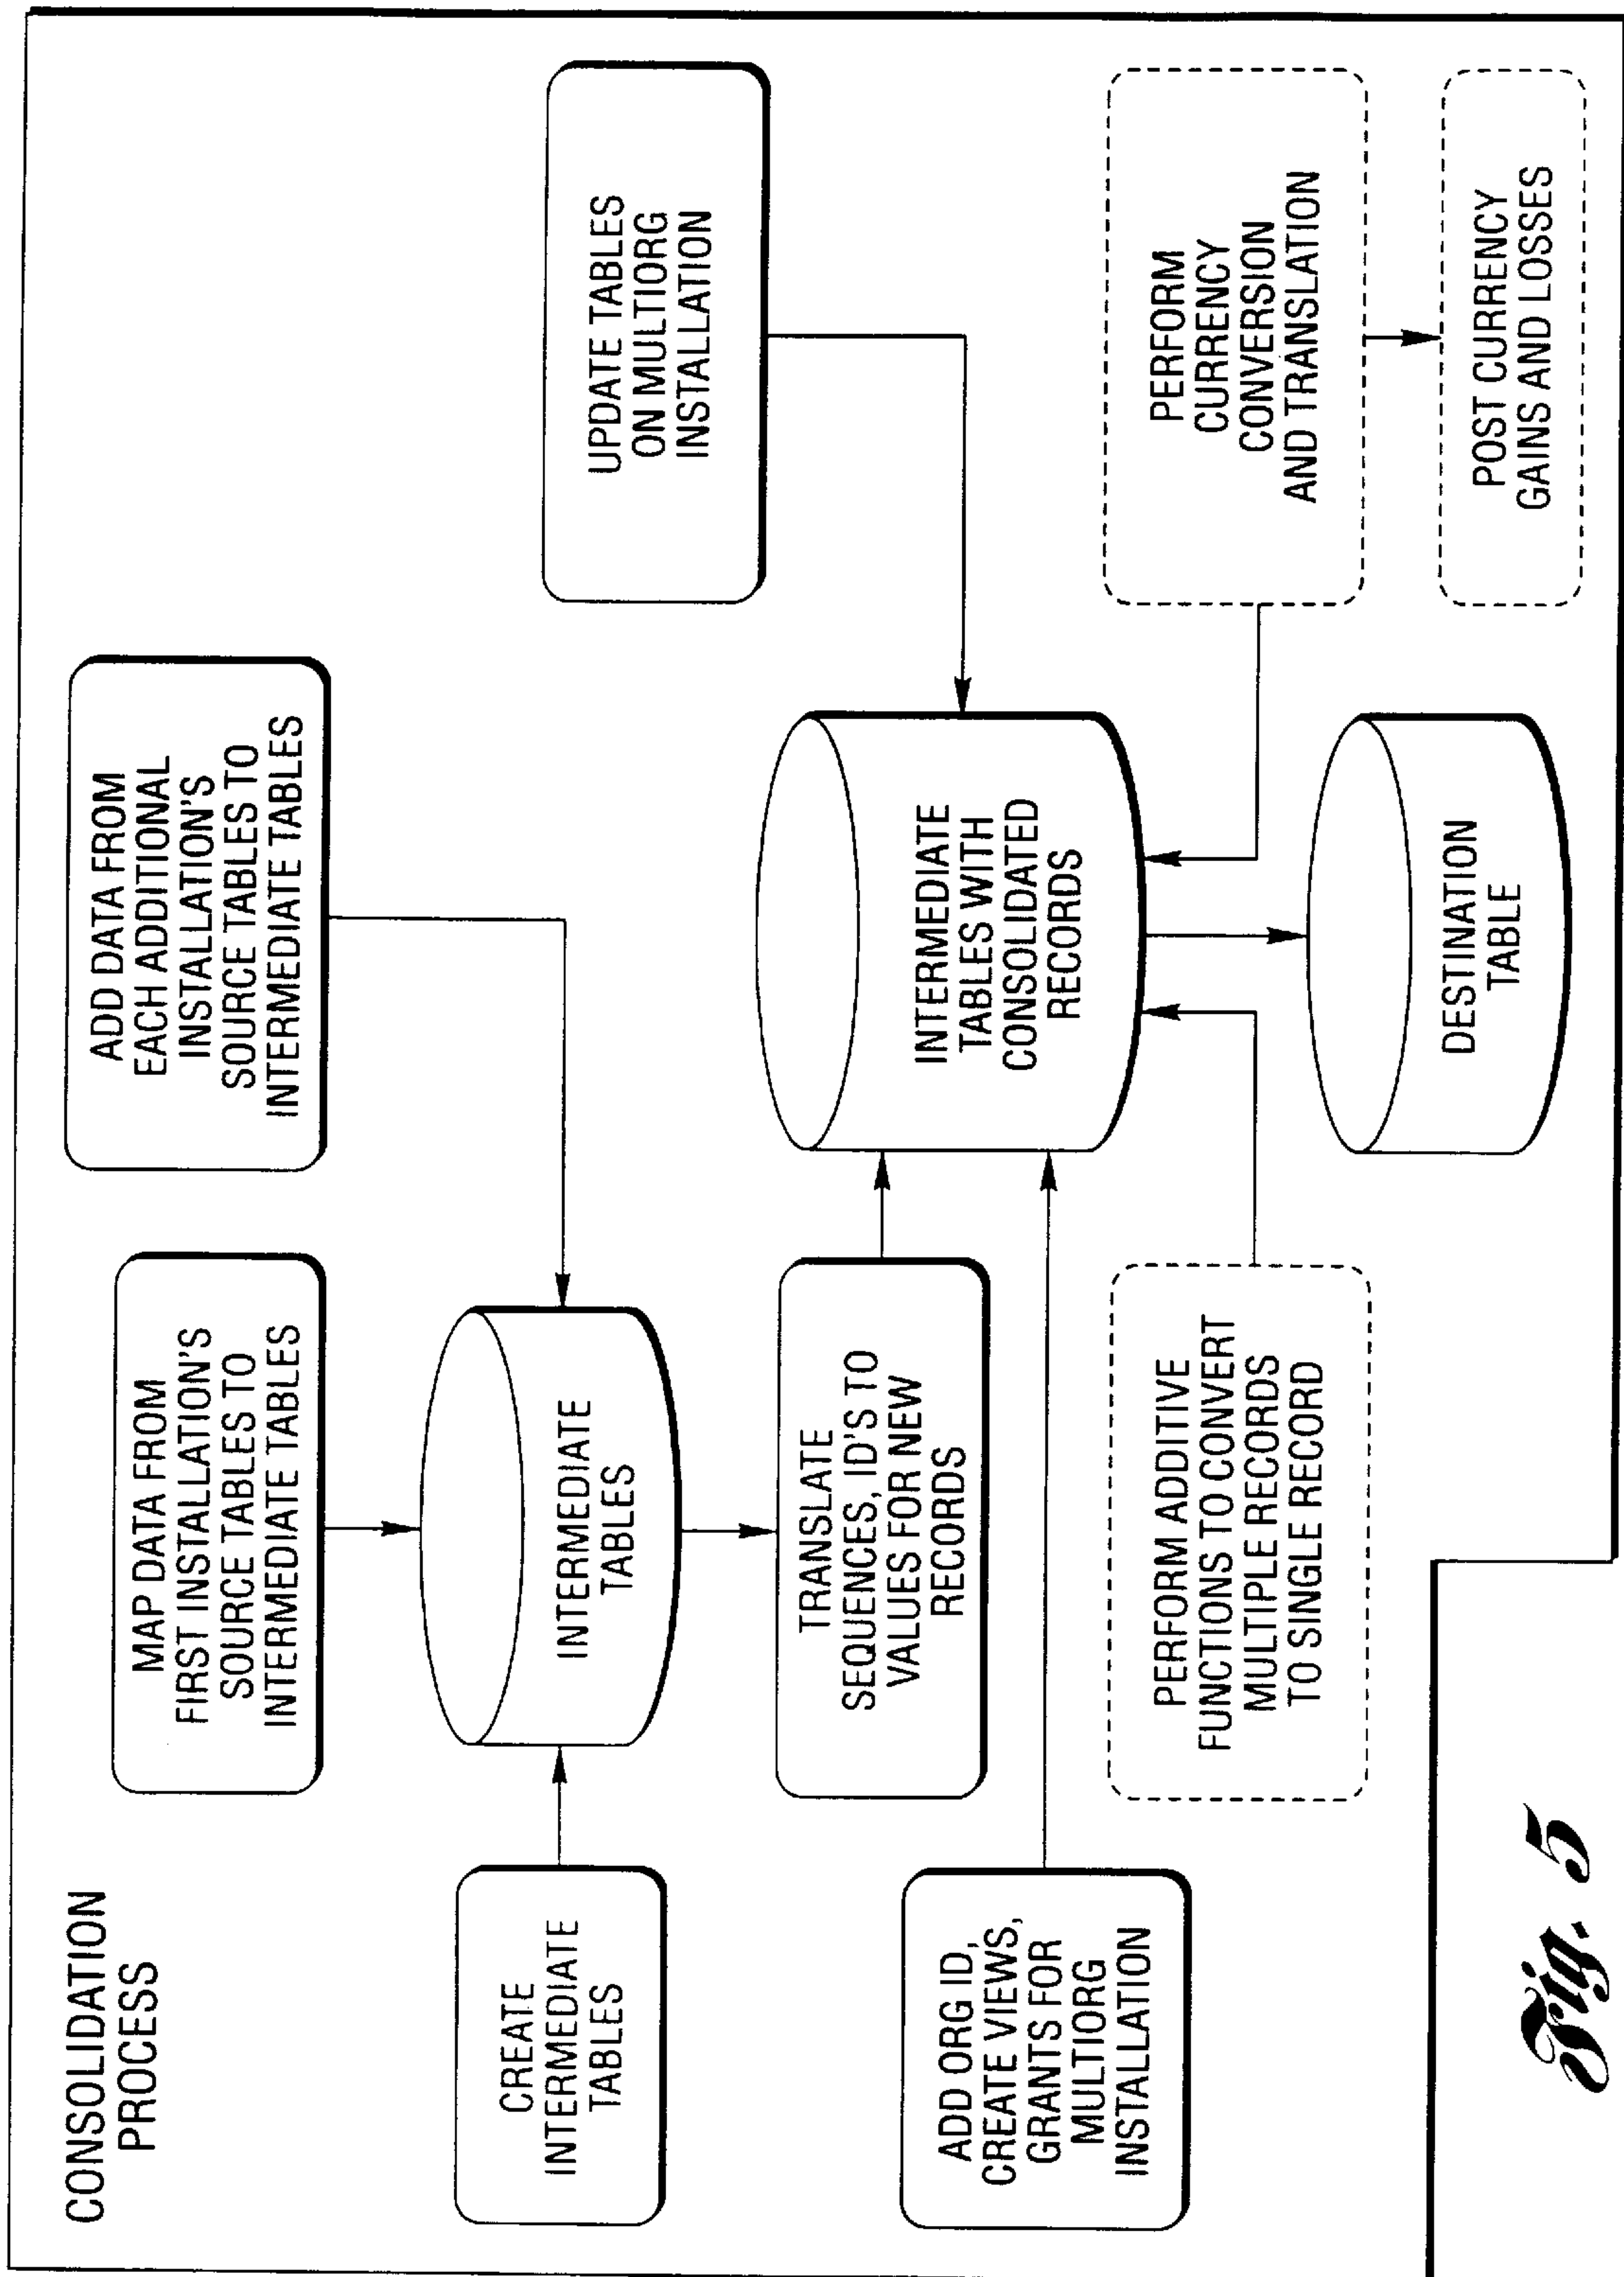 CONSOLIDATION
PROCESS
MAP DATA FROM
FIRST INSTALLATION'S
SOURCE TABLES TO
INTERMEDIATE TABLES
ADD DATA FROM
EACH ADDITIONAL
INSTALLATION'S
SOURCE TABLES TO
INTERMEDIATE TABLES
CREATE
INTERMEDIATE
TABLES
INTERMEDIATE
TABLES
UPDATE TABLES
ON MULTIORG
INSTALLATION
TRANSLATE
SEQUENCES, ID'S TO
VALUES FOR NEW
RECORDS
INTERMEDIATE
TABLES WITH
CONSOLIDATED
RECORDS
ADD ORG ID,
CREATE VIEWS,
GRANTS FOR
MULTIORG
INSTALLATION
PERFORM ADDITIVE
FUNCTIONS TO CONVERT
MULTIPLE RECORDS
TO SINGLE RECORD
PERFORM
CURRENCY
CONVERSION
AND TRANSLATION
DESTINATION
TABLE
POST CURRENCY
GAINS AND LOSSES
Fig. 5